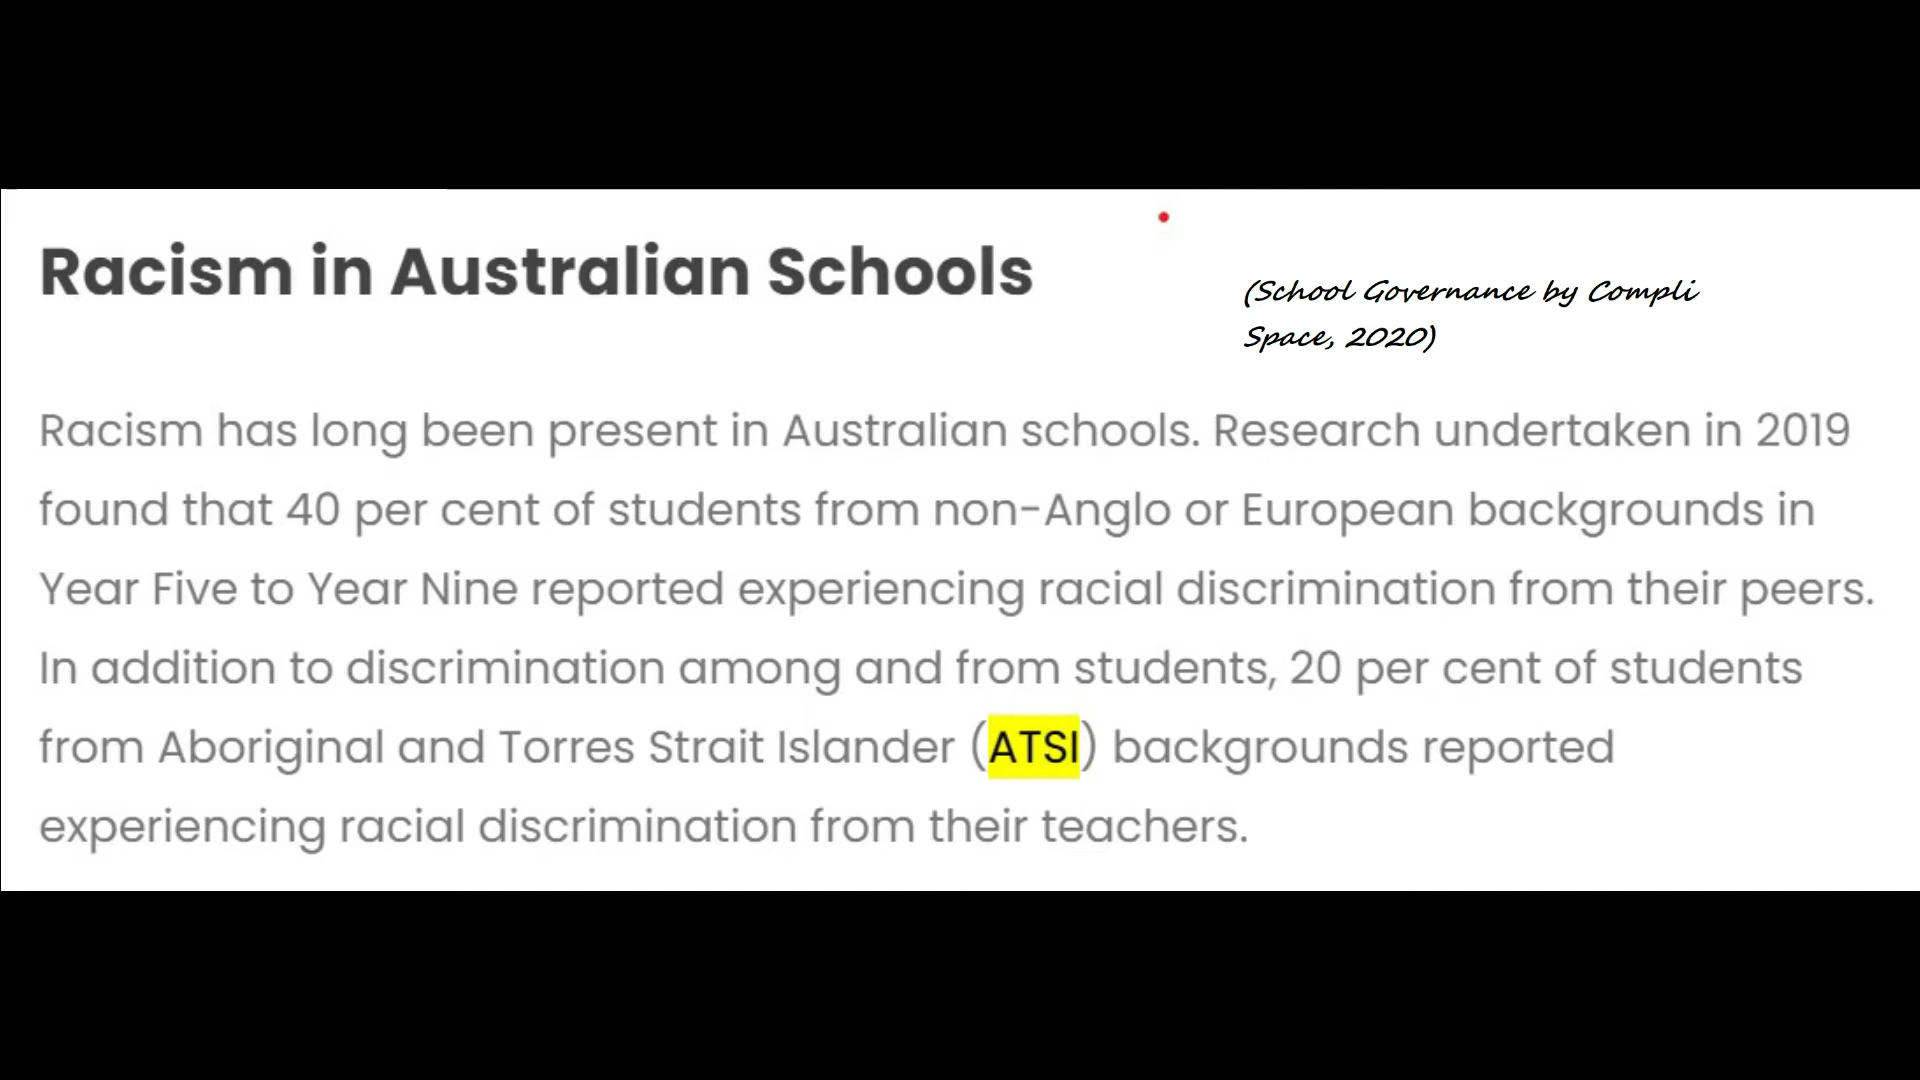 Racism in Australian Schools
(School Governance by Compli
Space, 2020)
Racism has long been present in Australian schools. Research undertaken in 2019
found that 40 per cent of students from non-Anglo or European backgrounds in
Year Five to Year Nine reported experiencing racial discrimination from their peers.
In addition to discrimination among and from students, 20 per cent of students
from Aboriginal and Torres Strait Islander (ATSI) backgrounds reported
experiencing racial discrimination from their teachers.